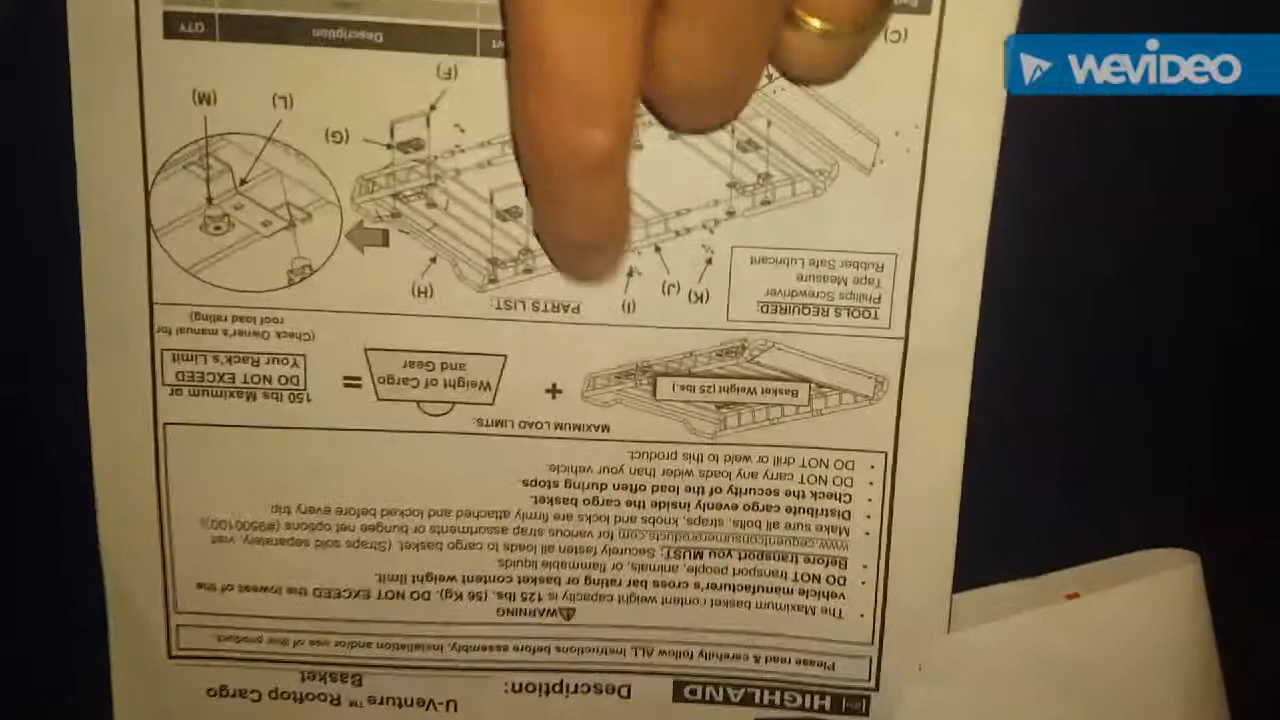 HIGHLAND
Description:
U-Venture™ Rooftop Cargo
Basket
Please read & carefully follow ALL Instructions before assembly, Installation and/or use of this product
WARNING
• The Maximum basket content weight capacity is 125 lbs. (56 Kg). DO NOT EXCEED the lowest of the
vehicle manufacturer's cross bar rating or basket content weight limit.
• DO NOT transport people, animals, or flammable liquids
• Before transport you MUST: Securely fasten all loads to cargo basket. (Straps sold separately, visit
www.cequentconsumerproducts.com for various strap assortments or bungee net options (#9500100).
• Make sure all bolts, straps, knobs and locks are firmly attached and locked before every trip
• Distribute cargo evenly inside the cargo basket.
• Check the security of the load often during stops.
• DO NOT carry any loads wider than your vehicle.
• DO NOT drill or weld to this product.
MAXIMUM LOAD LIMITS:
Basket Weight (25 lbs.)
+
Weight of Cargo
and Gear
=
150 lbs Maximum or
DO NOT EXCEED
Your Rack's Limit
(Check Owner's manual for
roof load rating)
PARTS LIST:
TOOLS REQUIRED:
Phillips Screwdriver
Tape Measure
Rubber Safe Lubricant
(K)
(J)
(I)
(H)
(G)
(F)
(L)
(M)
(C)
Description
QTY
WEVIDEO